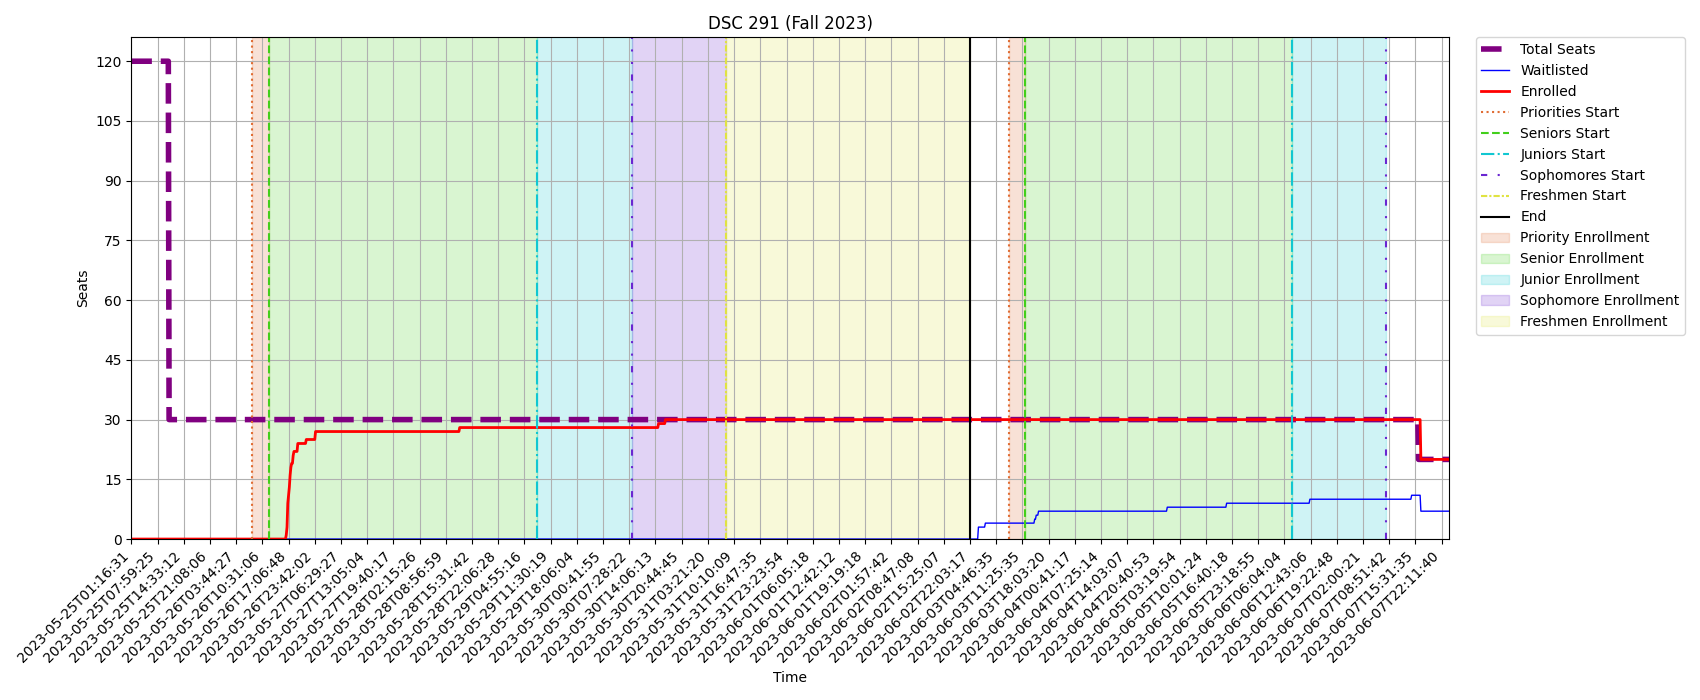 DSC 291 (Fall 2023)
Seats
120
105
90
75
60
45
30
15
0
2023-05-25T01:16:31
2023-05-25T07:59:25
2023-05-25T14:33:12
2023-05-25T21:08:06
2023-05-26T03:44:27
2023-05-26T10:31:06
2023-05-26T17:06:48
2023-05-26T23:42:02
2023-05-27T06:29:27
2023-05-27T13:05:04
2023-05-27T19:40:17
2023-05-28T02:15:26
2023-05-28T08:56:59
2023-05-28T15:31:42
2023-05-28T22:06:28
2023-05-29T04:55:16
2023-05-29T11:30:19
2023-05-29T18:06:04
2023-05-30T00:41:55
2023-05-30T07:28:22
2023-05-30T14:06:13
2023-05-30T20:44:45
2023-05-31T03:21:20
2023-05-31T10:10:09
2023-05-31T16:47:35
2023-05-31T23:23:54
2023-06-01T06:05:18
2023-06-01T12:42:12
2023-06-01T19:19:18
2023-06-02T01:57:42
2023-06-02T08:47:08
2023-06-02T15:25:07
2023-06-02T22:03:17
2023-06-03T04:46:35
2023-06-03T11:25:35
2023-06-03T18:03:20
2023-06-04T00:41:17
2023-06-04T07:25:14
2023-06-04T14:03:07
2023-06-04T20:40:53
2023-06-05T03:19:54
2023-06-05T10:01:24
2023-06-05T16:40:18
2023-06-05T23:18:55
2023-06-06T06:04:04
2023-06-06T12:43:06
2023-06-06T19:22:48
2023-06-07T02:00:21
2023-06-07T08:51:42
2023-06-07T15:31:35
2023-06-07T22:11:40
Time
Total Seats
Waitlisted
Enrolled
Priorities Start
Seniors Start
Juniors Start
Sophomores Start
Freshmen Start
End
Priority Enrollment
Senior Enrollment
Junior Enrollment
Sophomore Enrollment
Freshmen Enrollment